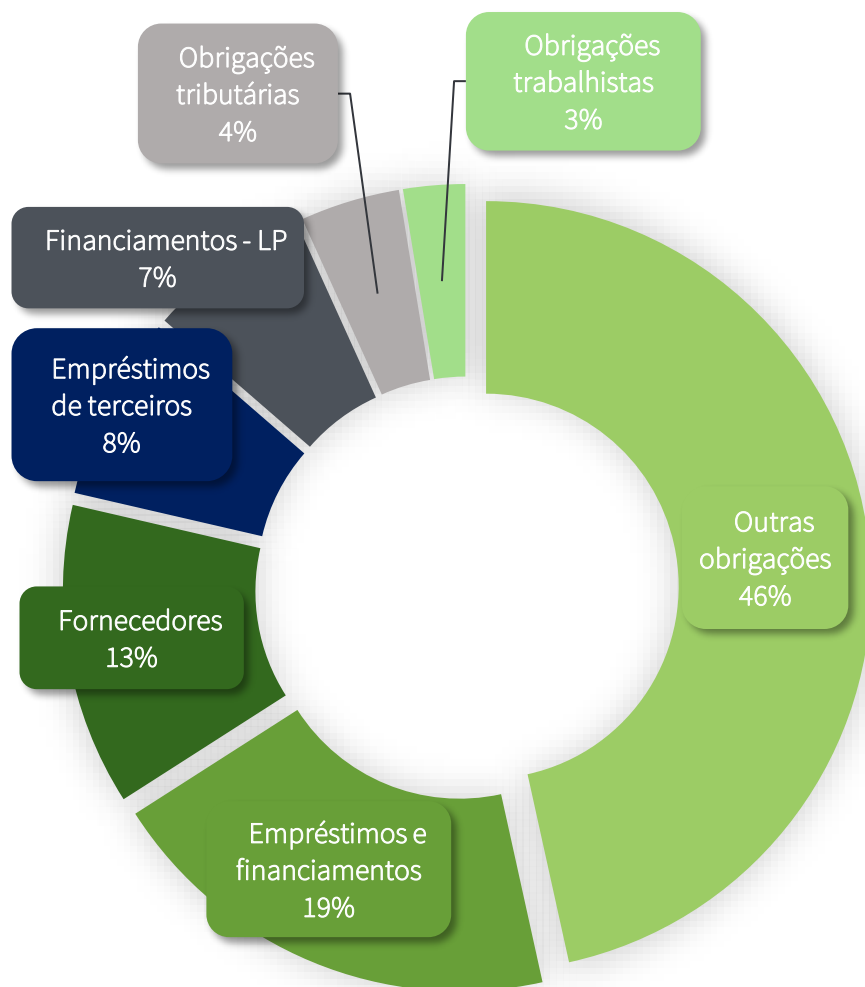 Obrigações
tributárias
4%
Obrigações
trabalhistas
3%
Financiamentos - LP
7%
Empréstimos
de terceiros
8%
Outras
obrigações
46%
Fornecedores
13%
Empréstimos e
financiamentos
19%